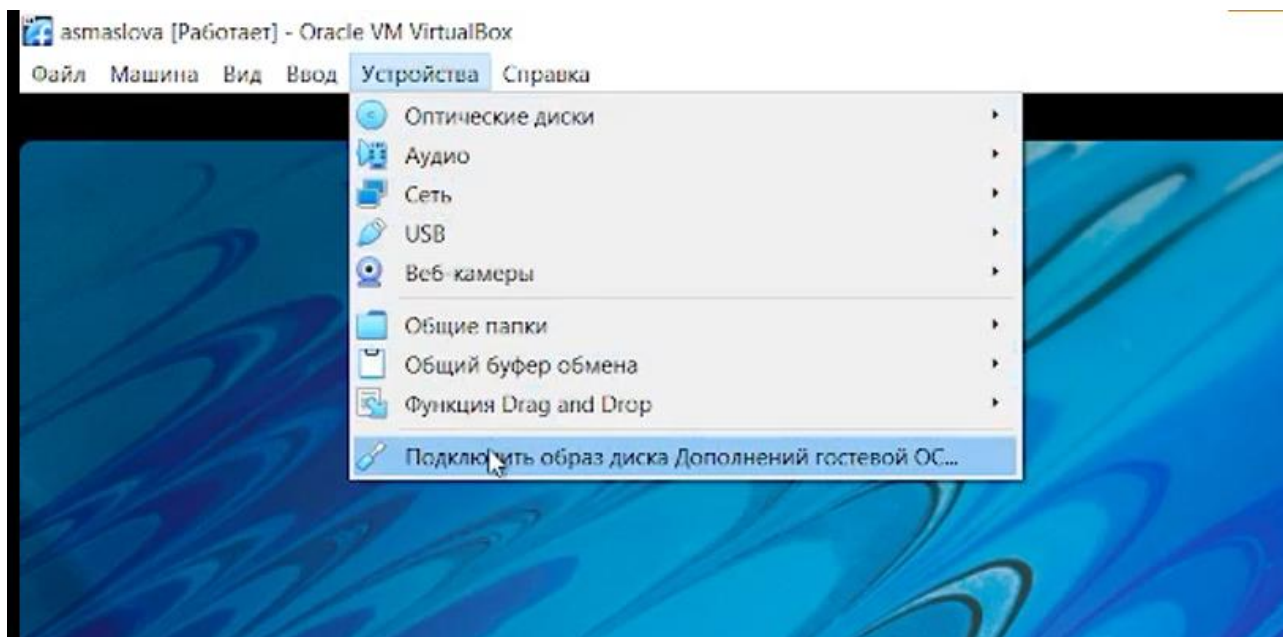 asmaslova [Работает] - Oracle VM VirtualBox
Файл Машина Вид Ввод Устройства Справка
Оптические диски
Аудио
Сеть
USB
Веб-камеры
Общие папки
Общий буфер обмена
Функция Drag and Drop
Подключить образ диска Дополнений гостевой ОС...